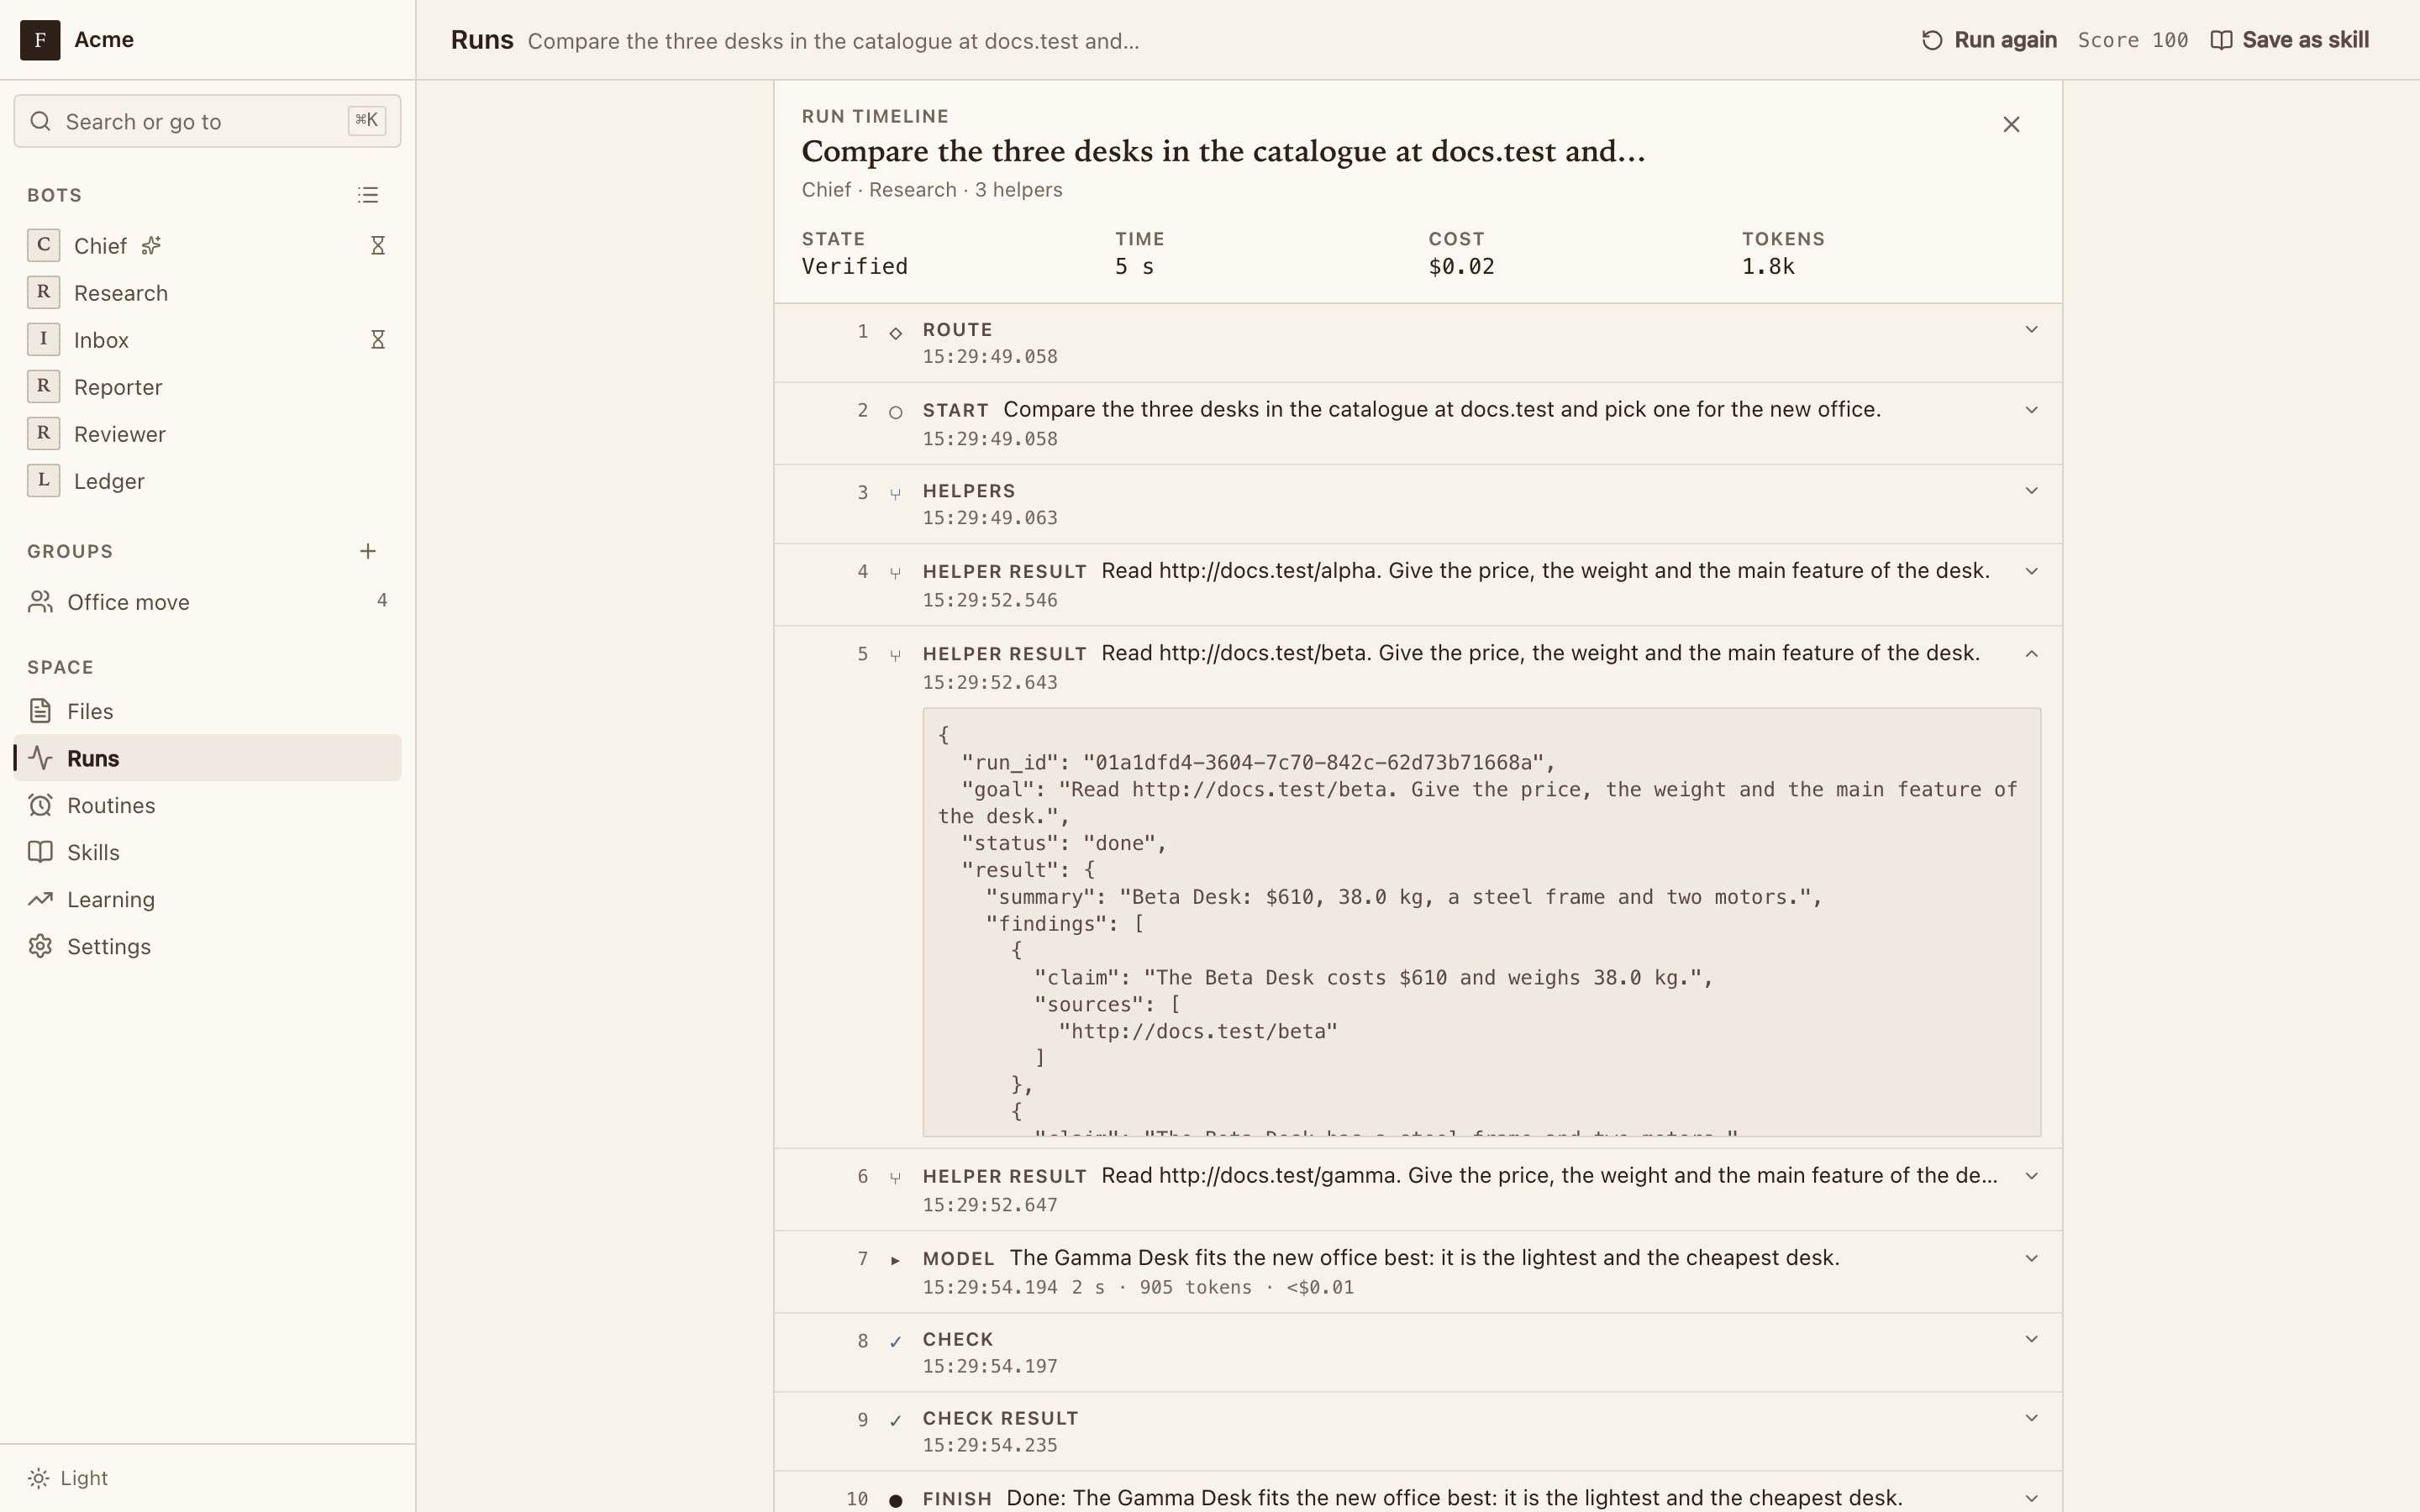 F Acme
Search or go to ⌘K
BOTS
C Chief
R Research
I Inbox
R Reporter
R Reviewer
L Ledger
GROUPS
Office move 4
SPACE
Files
Runs
Routines
Skills
Learning
Settings
Light
Runs Compare the three desks in the catalogue at docs.test and...
Run again Score 100 Save as skill
RUN TIMELINE
Compare the three desks in the catalogue at docs.test and...
Chief · Research · 3 helpers
STATE TIME COST TOKENS
Verified 5 s $0.02 1.8k
1 ROUTE
15:29:49.058
2 START Compare the three desks in the catalogue at docs.test and pick one for the new office.
15:29:49.058
3 HELPERS
15:29:49.063
4 HELPER RESULT Read http://docs.test/alpha. Give the price, the weight and the main feature of the desk.
15:29:52.546
5 HELPER RESULT Read http://docs.test/beta. Give the price, the weight and the main feature of the desk.
15:29:52.643
{
"run_id": "01a1dfd4-3604-7c70-842c-62d73b71668a",
"goal": "Read http://docs.test/beta. Give the price, the weight and the main feature of
the desk.",
"status": "done",
"result": {
"summary": "Beta Desk: $610, 38.0 kg, a steel frame and two motors.",
"findings": [
{
"claim": "The Beta Desk costs $610 and weighs 38.0 kg.",
"sources": [
"http://docs.test/beta"
]
},
{
"claim": "The Beta Desk has a steel frame and two motors."
6 HELPER RESULT Read http://docs.test/gamma. Give the price, the weight and the main feature of the de...
15:29:52.647
7 MODEL The Gamma Desk fits the new office best: it is the lightest and the cheapest desk.
15:29:54.194 2 s · 905 tokens · <$0.01
8 CHECK
15:29:54.197
9 CHECK RESULT
15:29:54.235
10 FINISH Done: The Gamma Desk fits the new office best: it is the lightest and the cheapest desk.